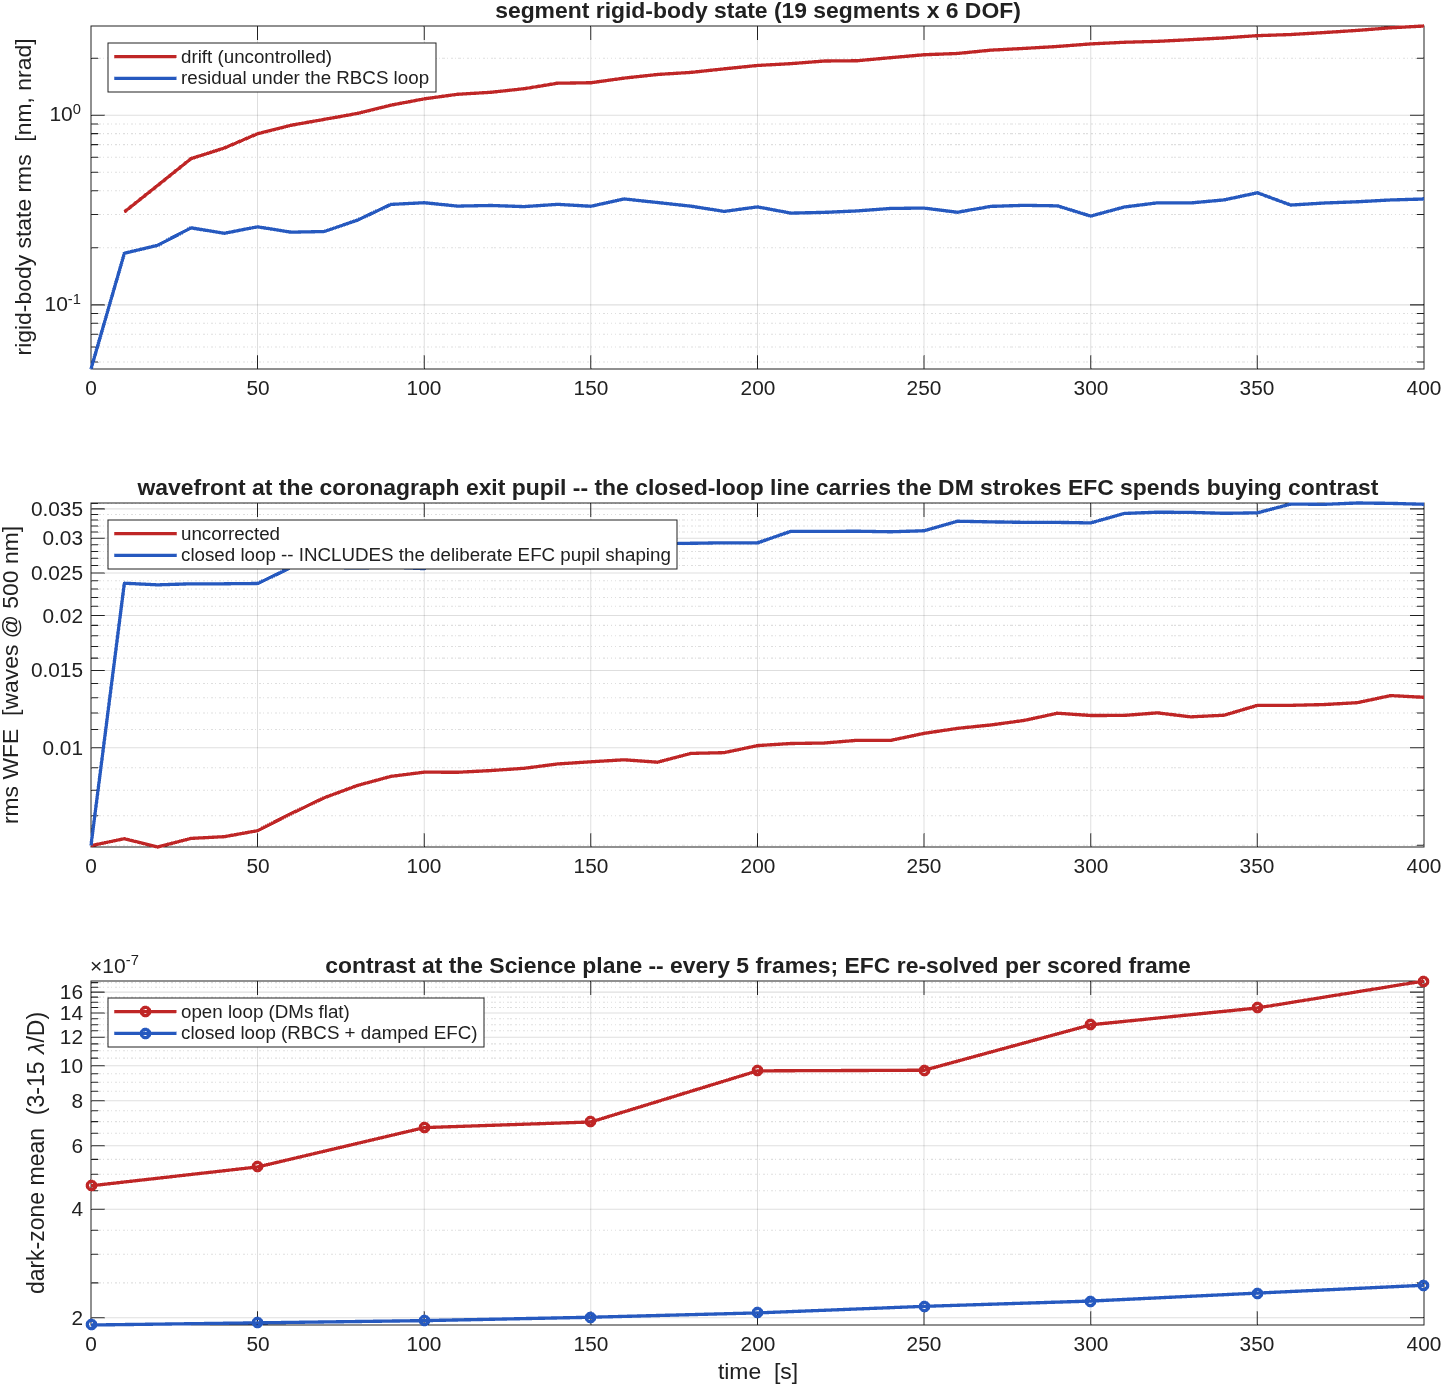 segment rigid-body state (19 segments x 6 DOF)
drift (uncontrolled)
residual under the RBCS loop
rigid-body state rms [nm, nrad]
10⁰
10⁻¹
0 50 100 150 200 250 300 350 400
wavefront at the coronagraph exit pupil -- the closed-loop line carries the DM strokes EFC spends buying contrast
uncorrected
closed loop -- INCLUDES the deliberate EFC pupil shaping
rms WFE [waves @ 500 nm]
0.035
0.03
0.025
0.02
0.015
0.01
0 50 100 150 200 250 300 350 400
×10⁻⁷
contrast at the Science plane -- every 5 frames; EFC re-solved per scored frame
open loop (DMs flat)
closed loop (RBCS + damped EFC)
dark-zone mean (3-15 λ/D)
16
14
12
10
8
6
4
2
0 50 100 150 200 250 300 350 400
time [s]